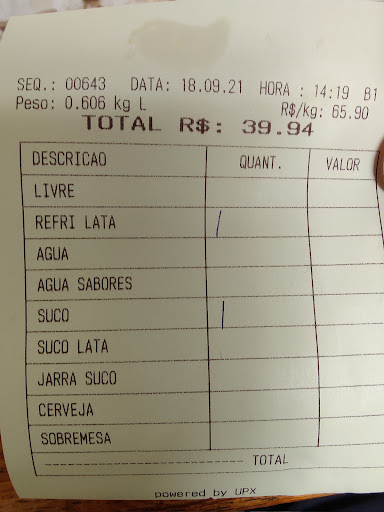 SEQ.: 00643 DATA: 18.09.21 HORA : 14:19 B1
Peso: 0.606 kg L R$/kg: 65.90
TOTAL R$: 39.94
DESCRICAO QUANT. VALOR
LIVRE
REFRI LATA /
AGUA
AGUA SABORES
SUCO |
SUCO LATA
JARRA SUCO
CERVEJA
SOBREMESA
-------------------------------- TOTAL
powered by UPX